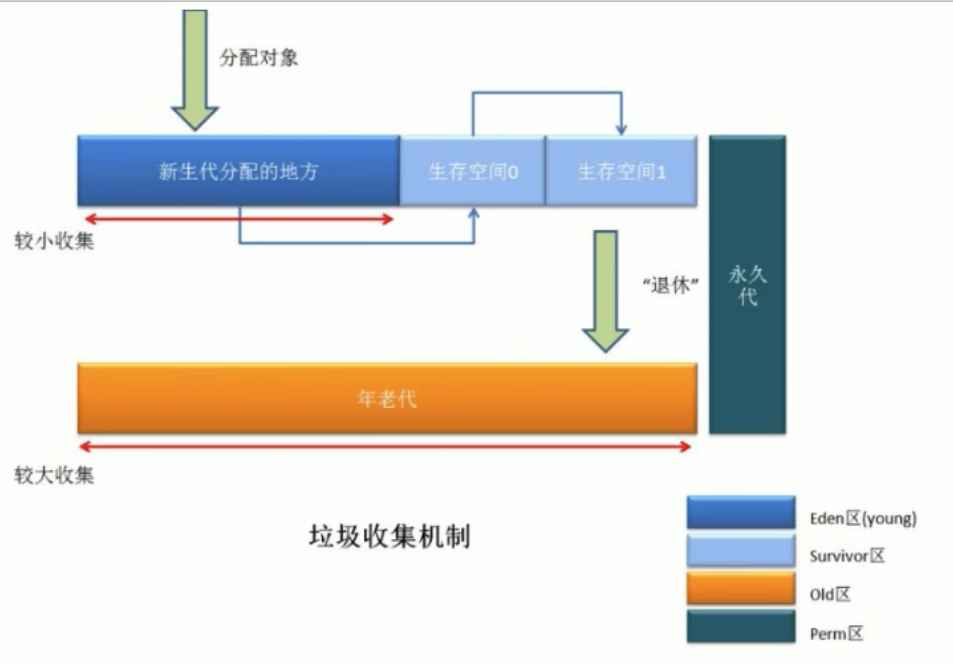 分配对象
新生代分配的地方
生存空间0
生存空间1
较小收集
“退休”
永久
代
年老代
较大收集
垃圾收集机制
Eden区(young)
Survivor区
Old区
Perm区